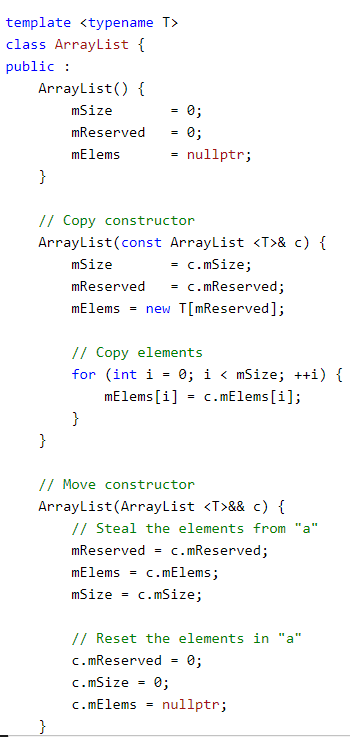 template <typename T>
class ArrayList {
public :
    ArrayList() {
        mSize       = 0;
        mReserved   = 0;
        mElems      = nullptr;
    }

    // Copy constructor
    ArrayList(const ArrayList <T>& c) {
        mSize       = c.mSize;
        mReserved   = c.mReserved;
        mElems = new T[mReserved];

        // Copy elements
        for (int i = 0; i < mSize; ++i) {
            mElems[i] = c.mElems[i];
        }
    }

    // Move constructor
    ArrayList(ArrayList <T>&& c) {
        // Steal the elements from "a"
        mReserved = c.mReserved;
        mElems = c.mElems;
        mSize = c.mSize;

        // Reset the elements in "a"
        c.mReserved = 0;
        c.mSize = 0;
        c.mElems = nullptr;
    }